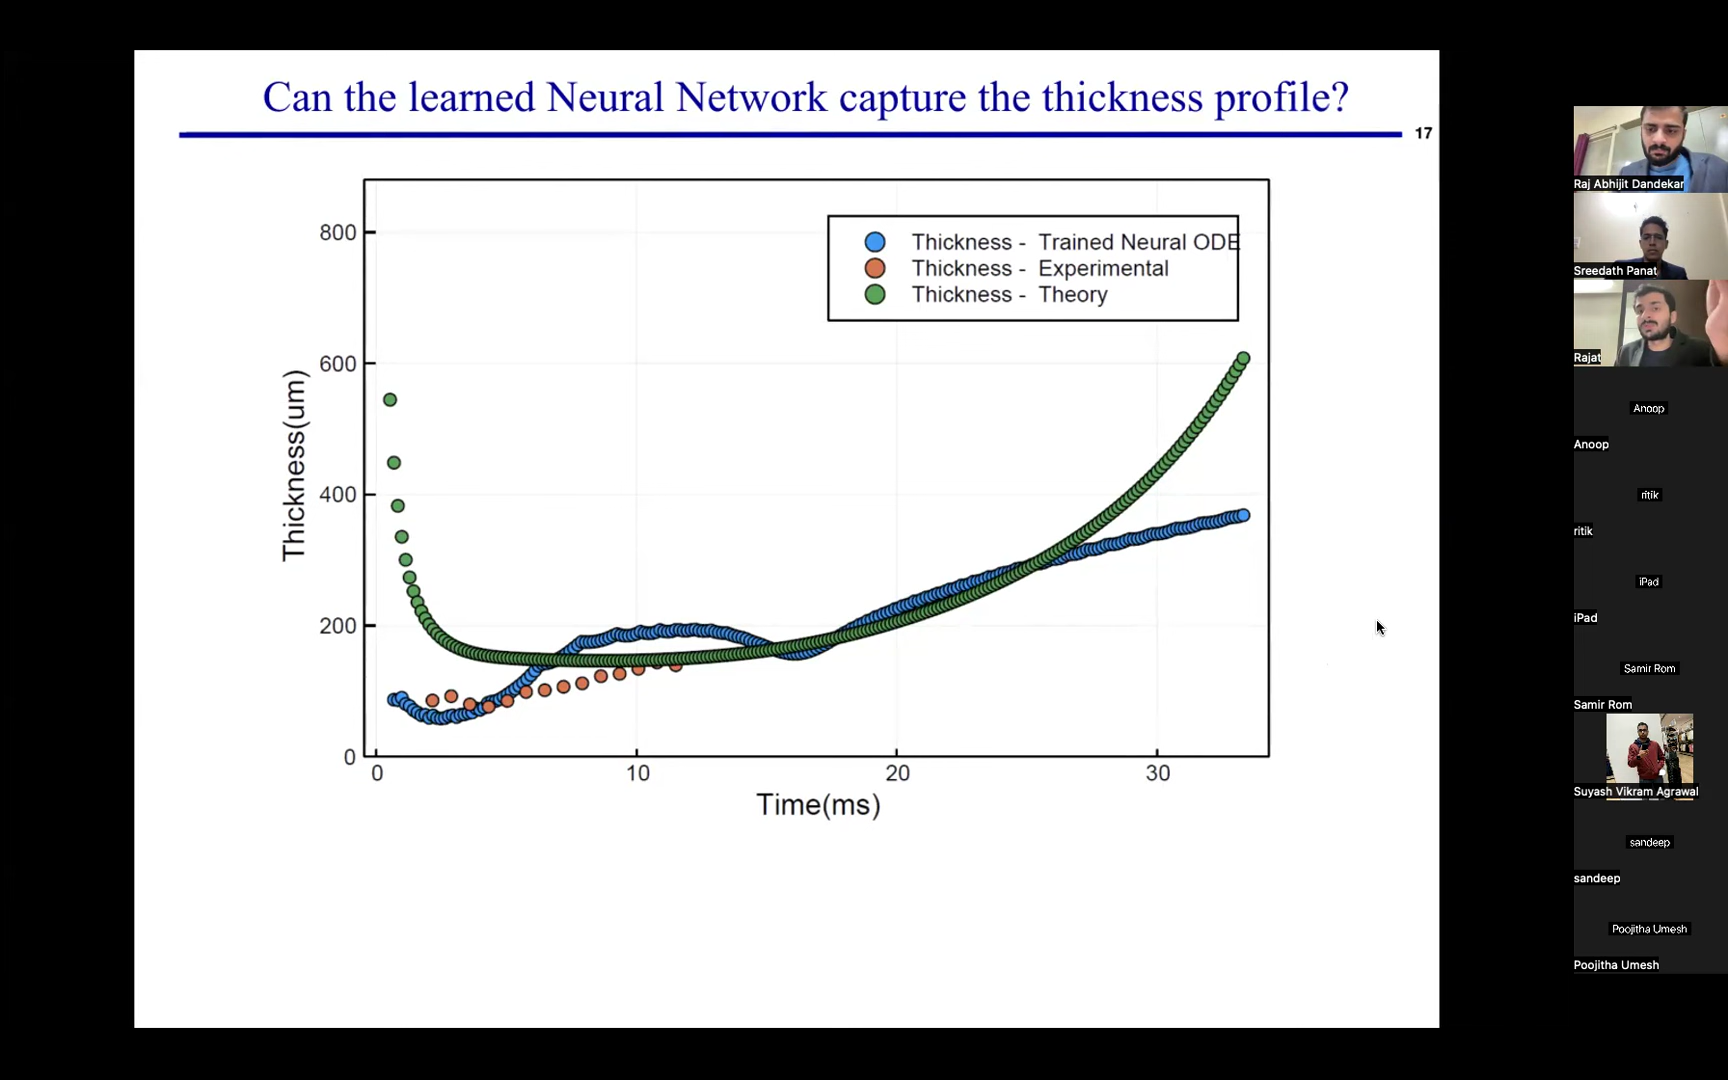 Can the learned Neural Network capture the thickness profile?
17
800
600
400
200
0
Thickness(um)
Thickness - Trained Neural ODE
Thickness - Experimental
Thickness - Theory
0 10 20 30
Time(ms)
Raj Abhijit Dandekar
Sreedath Panat
Rajat
Anoop
Anoop
ritik
ritik
iPad
iPad
Samir Rom
Samir Rom
Suyash Vikram Agrawal
sandeep
sandeep
Poojitha Umesh
Poojitha Umesh